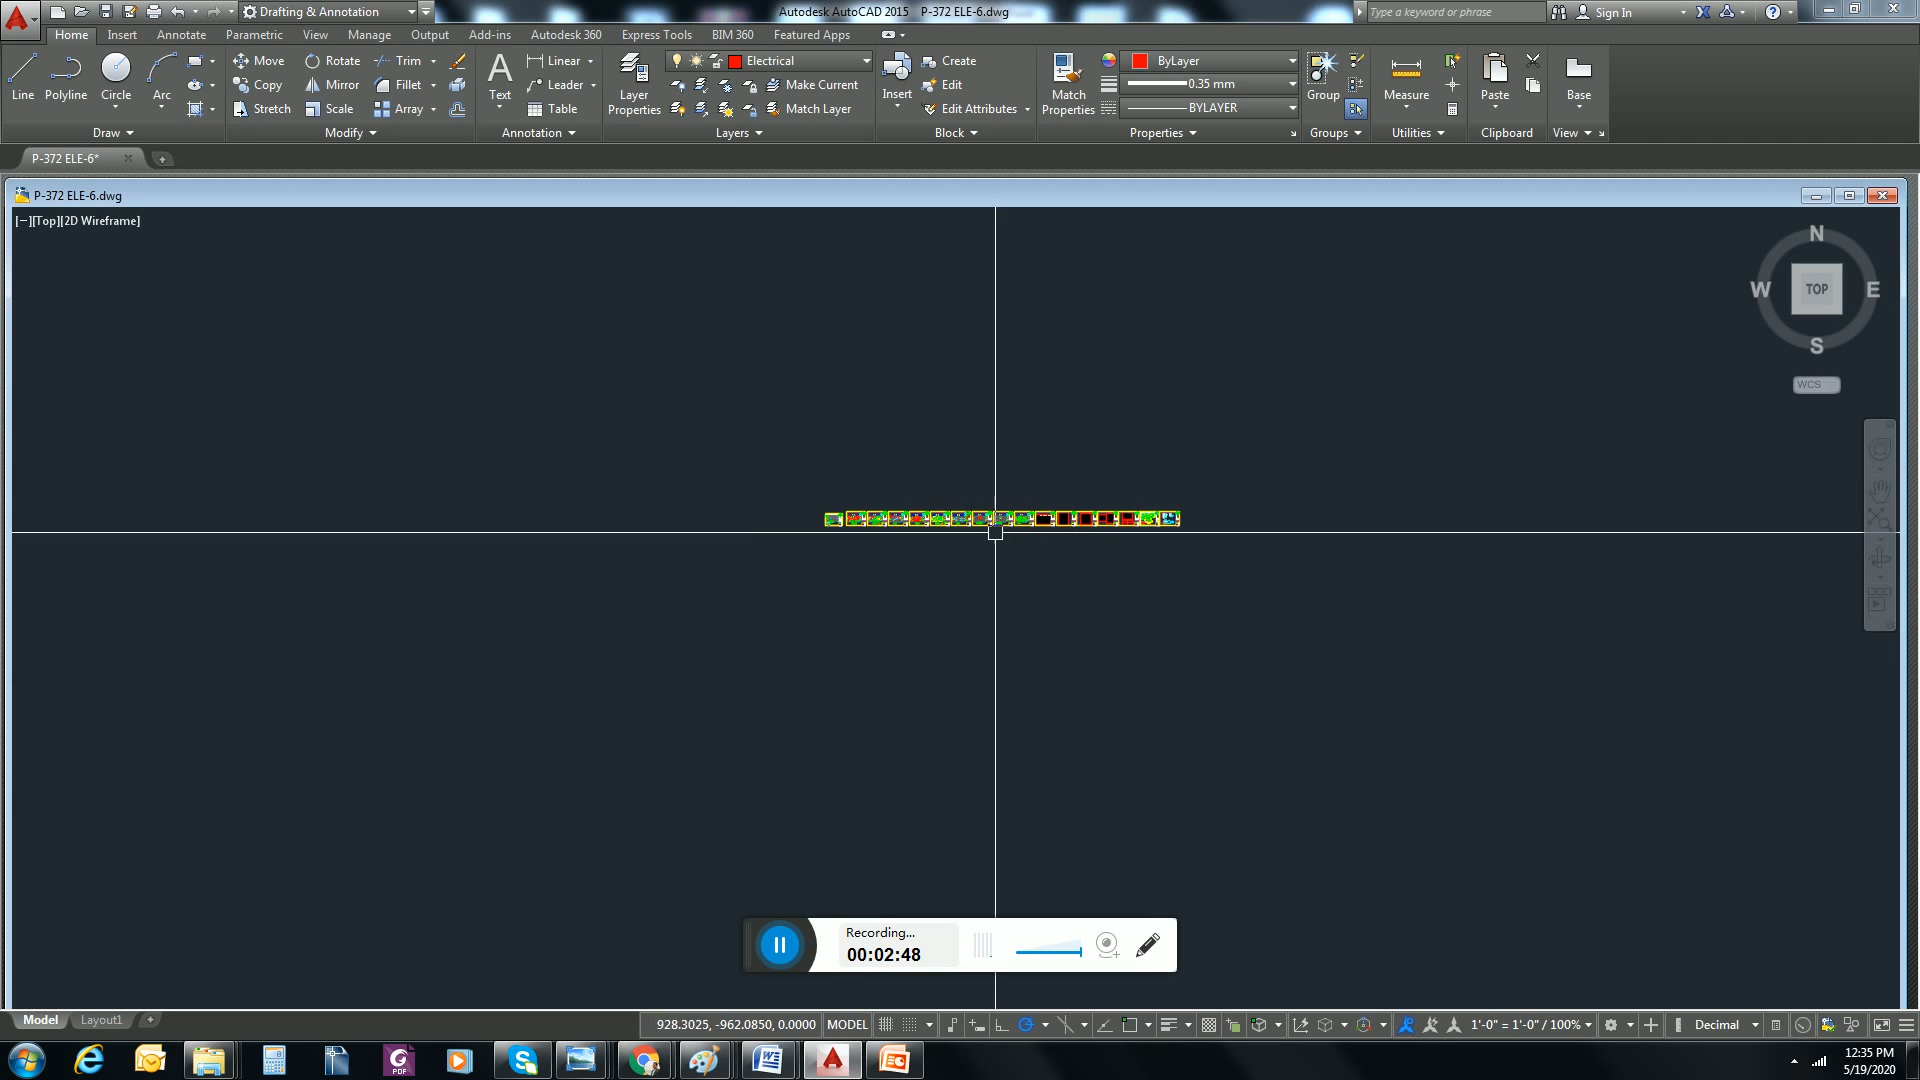 Drafting & Annotation
Autodesk AutoCAD 2015 P-372 ELE-6.dwg
Type a keyword or phrase
Sign In
Home Insert Annotate Parametric View Manage Output Add-ins Autodesk 360 Express Tools BIM 360 Featured Apps
Line Polyline Circle Arc
Move Rotate Trim
Copy Mirror Fillet
Stretch Scale Array
Text
Linear
Leader
Table
Layer Properties
Electrical
Make Current
Match Layer
Insert
Create
Edit
Edit Attributes
Match Properties
ByLayer
0.35 mm
BYLAYER
Group
Measure
Paste
Base
Draw Modify Annotation Layers Block Properties Groups Utilities Clipboard View
P-372 ELE-6*
P-372 ELE-6.dwg
[−][Top][2D Wireframe]
N
W TOP E
S
WCS
Recording...
00:02:48
Model Layout1
928.3025, -962.0850, 0.0000 MODEL
1'-0" = 1'-0" / 100%
Decimal
PDF
12:35 PM
5/19/2020